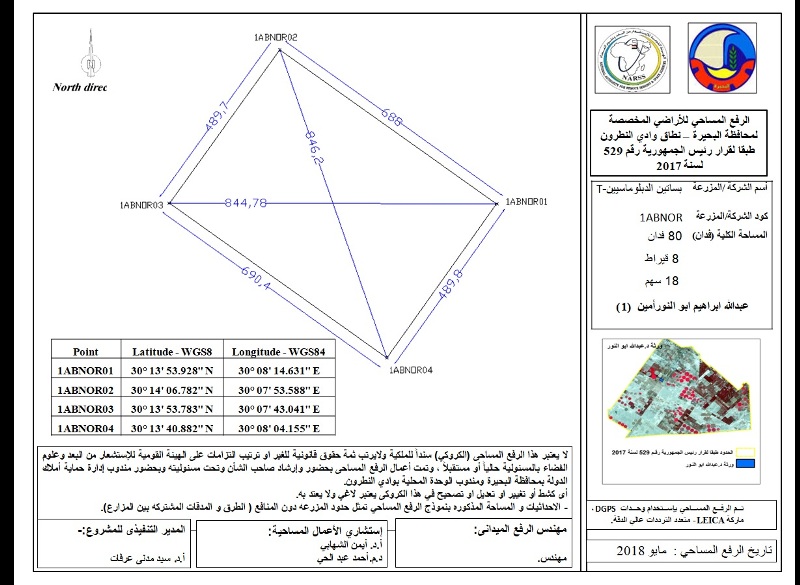 North direc
1ABNOR02
489,7
688
846,2
1ABNOR03
844,78
1ABNOR01
690,4
489,8
1ABNOR04
Point Latitude - WGS8 Longitude - WGS84
1ABNOR01 30° 13' 53.928'' N 30° 08' 14.631'' E
1ABNOR02 30° 14' 06.782'' N 30° 07' 53.588'' E
1ABNOR03 30° 13' 53.783'' N 30° 07' 43.041'' E
1ABNOR04 30° 13' 40.882'' N 30° 08' 04.155'' E
لا يعتبر هذا الرفع المساحي (الكروكي) سنداً للملكية ولايرتب ثمة حقوق قانونية للغير او ترتيب التزامات على الهيئة القومية للإستشعار من البعد وعلوم
الفضاء بالمسئولية حالياً أو مستقبلاً ، وتمت أعمال الرفع المساحى بحضور وإرشاد صاحب الشأن وتحت مسئوليته وبحضور مندوب إدارة حماية أملاك
الدولة بمحافظة البحيرة ومندوب الوحدة المحلية بوادي النطرون.
أى كشط أو تغيير او تعديل او تصحيح في هذا الكروكى يعتبر لاغي ولا يعتد به.
- الاحداثيات و المساحة المذكوره بنموذج الرفع المساحي تمثل حدود المزرعه دون المنافع ( الطرق و المدقات المشتركه بين المزارع).
مهندس الرفع الميدانى:
مهندس.
إستشاري الأعمال المساحية:
أ.د. أيمن الشهابي
د.م.أحمد عبد الحي
المدير التنفيذى للمشروع:-
أ.د. سيد مدنى عرفات
NARSS
الرفع المساحي للأراضي المخصصة
لمحافظة البحيرة – نطاق وادي النطرون
طبقا لقرار رئيس الجمهورية رقم 529
لسنة 2017
أسم الشركة /المزرعة بساتين الدبلوماسيين-T
كود الشركة/المزرعة 1ABNOR
المساحة الكلية (فدان) 80 فدان
8 قيراط
18 سهم
عبدالله ابراهيم ابو النورأمين (1)
ورثة د.عبدالله ابو النور
الحدود طبقا لقرار رئيس الجمهورية رقم 529 لسنة 2017
ورثة د.عبدالله ابو النور
تم الرفع المساحي بإستخدام وحدات DGPS
ماركة LEICA - متعدد الترددات عالى الدقة.
تاريخ الرفع المساحي : مايو 2018